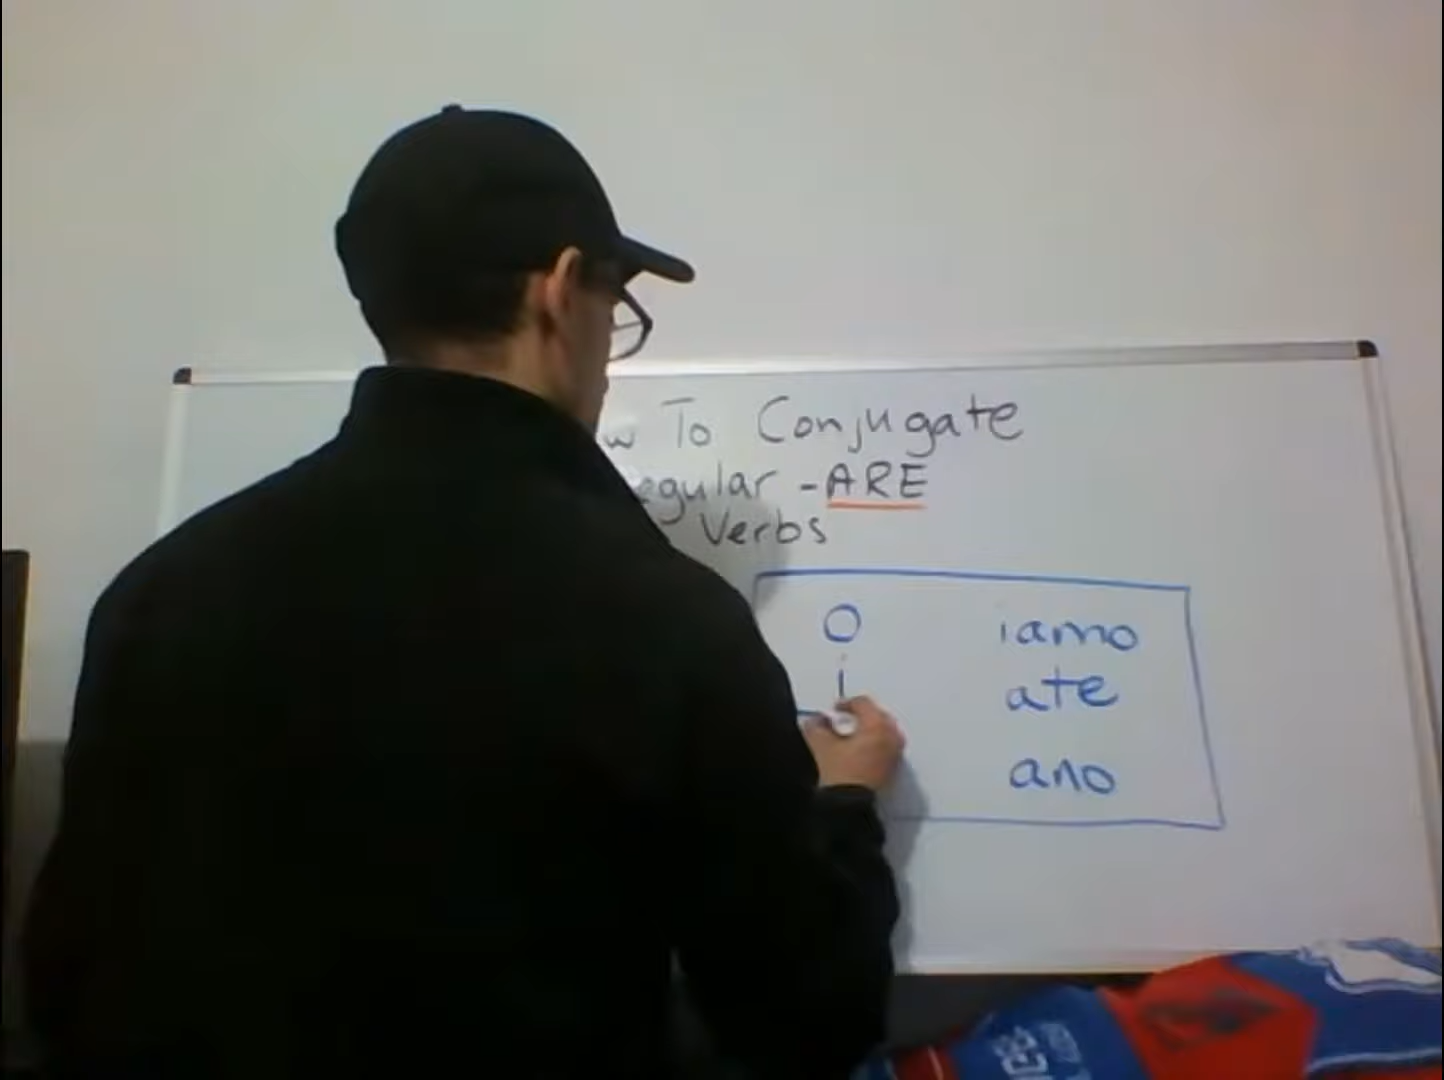 To Conjugate
-ARE
Verbs
O iamo
i ate
ano